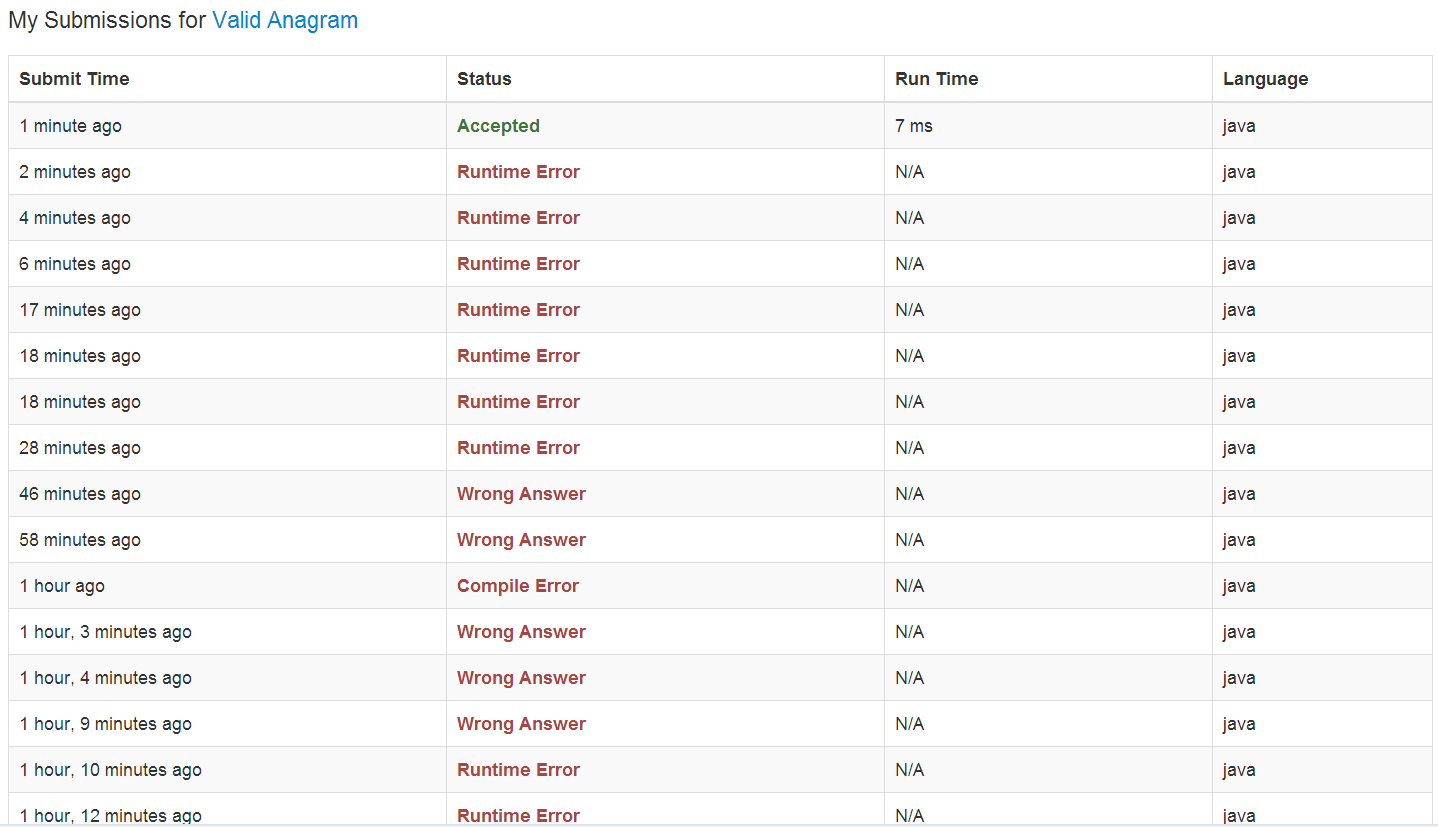 My Submissions for Valid Anagram
Submit Time Status Run Time Language
1 minute ago Accepted 7 ms java
2 minutes ago Runtime Error N/A java
4 minutes ago Runtime Error N/A java
6 minutes ago Runtime Error N/A java
17 minutes ago Runtime Error N/A java
18 minutes ago Runtime Error N/A java
18 minutes ago Runtime Error N/A java
28 minutes ago Runtime Error N/A java
46 minutes ago Wrong Answer N/A java
58 minutes ago Wrong Answer N/A java
1 hour ago Compile Error N/A java
1 hour, 3 minutes ago Wrong Answer N/A java
1 hour, 4 minutes ago Wrong Answer N/A java
1 hour, 9 minutes ago Wrong Answer N/A java
1 hour, 10 minutes ago Runtime Error N/A java
1 hour, 12 minutes ago Runtime Error N/A java